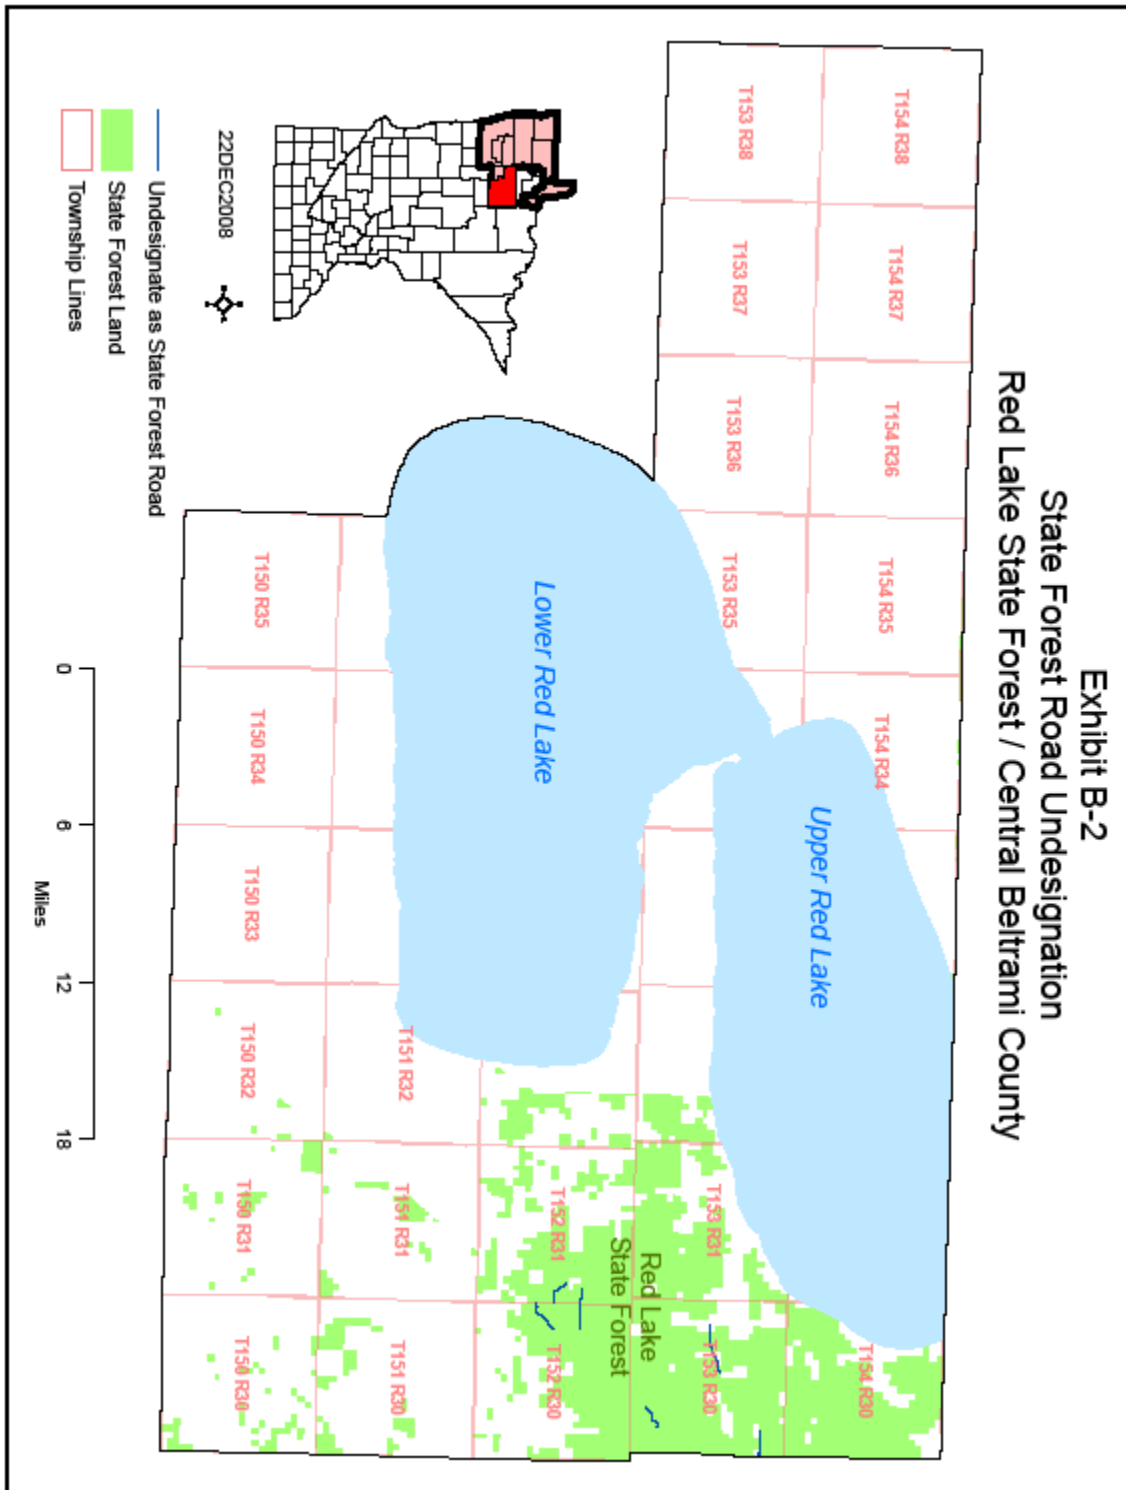 Exhibit B-2
State Forest Road Undesignation
Red Lake State Forest / Central Beltrami County
T154 R38
T154 R37
T154 R36
T154 R35
T154 R34
T154 R30
T153 R38
T153 R37
T153 R36
T153 R35
T153 R31
T153 R30
Upper Red Lake
Lower Red Lake
Red Lake
State Forest
T152 R31
T152 R30
T151 R32
T151 R31
T151 R30
T150 R35
T150 R34
T150 R33
T150 R32
T150 R31
T150 R30
22DEC2008
Undesignate as State Forest Road
State Forest Land
Township Lines
0
6
12
18
Miles